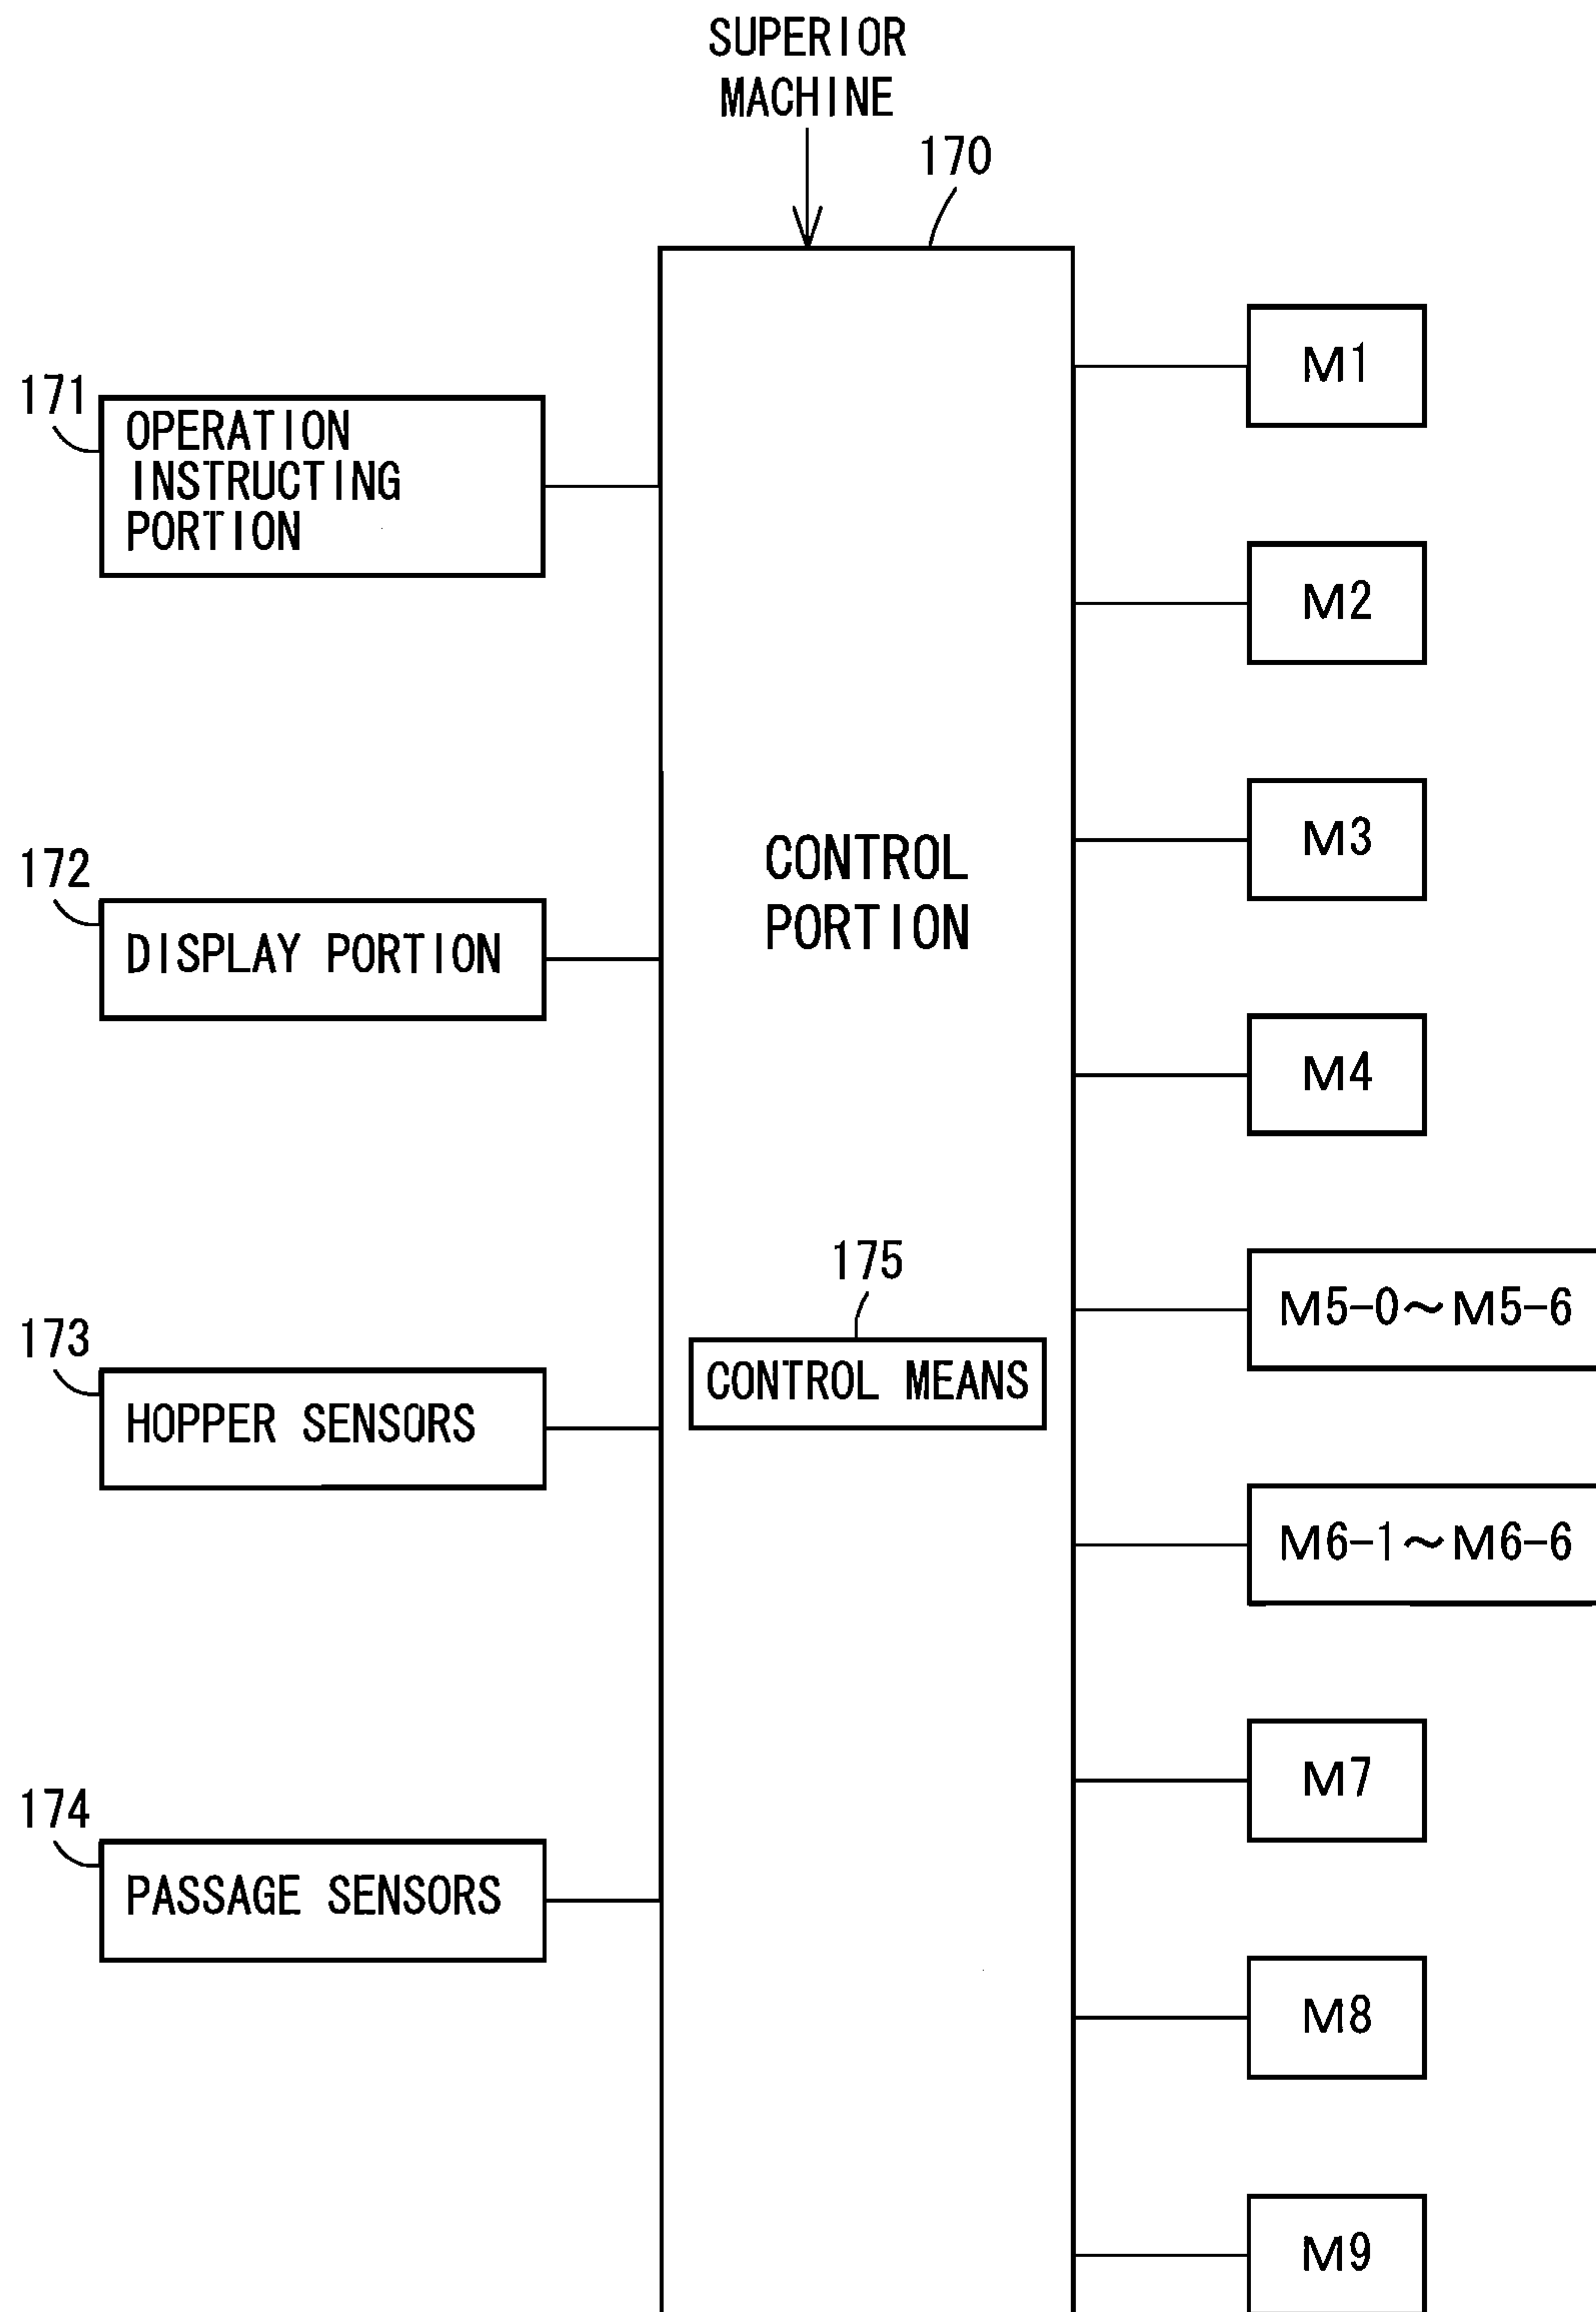 SUPERIOR
MACHINE
170
M1
171
OPERATION
INSTRUCTING
PORTION
M2
172
DISPLAY PORTION
CONTROL
PORTION
M3
M4
175
CONTROL MEANS
173
HOPPER SENSORS
M5-0～M5-6
M6-1～M6-6
174
PASSAGE SENSORS
M7
M8
M9